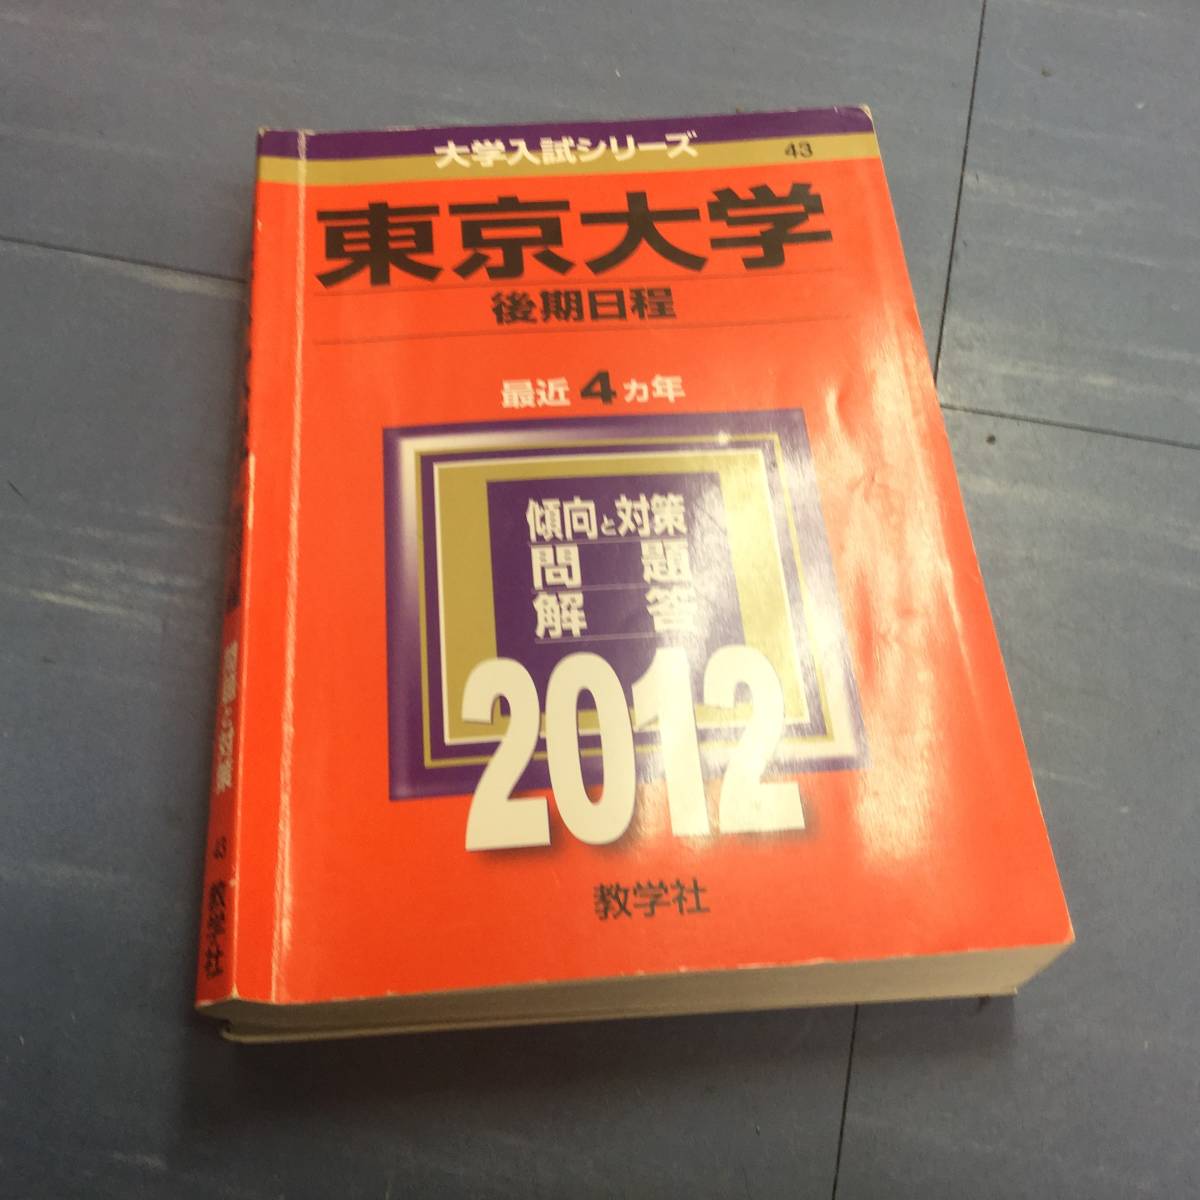 大学入試シリーズ
43
東京大学
後期日程
最近4ヵ年
傾向と対策
問題
解答
2012
教学社
43
教学社